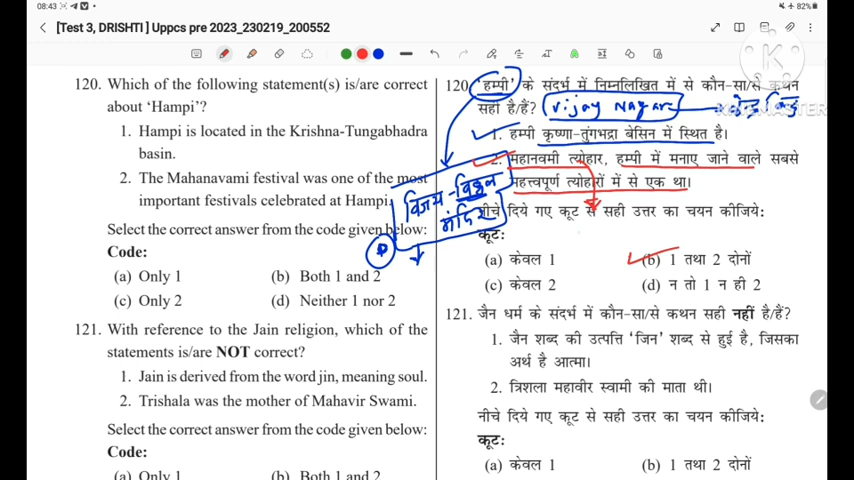 08:43
82%
[Test 3, DRISHTI ] Uppcs pre 2023_230219_200552
120. Which of the following statement(s) is/are correct
about ‘Hampi’?
1. Hampi is located in the Krishna-Tungabhadra
basin.
2. The Mahanavami festival was one of the most
important festivals celebrated at Hampi.
Select the correct answer from the code given below:
Code:
(a) Only 1 (b) Both 1 and 2
(c) Only 2 (d) Neither 1 nor 2
121. With reference to the Jain religion, which of the
statements is/are NOT correct?
1. Jain is derived from the word jin, meaning soul.
2. Trishala was the mother of Mahavir Swami.
Select the correct answer from the code given below:
Code:
(a) Only 1 (b) Both 1 and 2
120. ‘हम्पी’ के संदर्भ में निम्नलिखित में से कौन-सा/से कथन
सही है/हैं? Vijay Nagar
1. हम्पी कृष्णा-तुंगभद्रा बेसिन में स्थित है।
2. महानवमी त्योहार, हम्पी में मनाए जाने वाले सबसे
महत्त्वपूर्ण त्योहारों में से एक था।
विजय-विट्ठल
मंदिर
नीचे दिये गए कूट से सही उत्तर का चयन कीजिये:
कूट:
(a) केवल 1 (b) 1 तथा 2 दोनों
(c) केवल 2 (d) न तो 1 न ही 2
121. जैन धर्म के संदर्भ में कौन-सा/से कथन सही नहीं है/हैं?
1. जैन शब्द की उत्पत्ति ‘जिन’ शब्द से हुई है, जिसका
अर्थ है आत्मा।
2. त्रिशला महावीर स्वामी की माता थी।
नीचे दिये गए कूट से सही उत्तर का चयन कीजिये:
कूट:
(a) केवल 1 (b) 1 तथा 2 दोनों